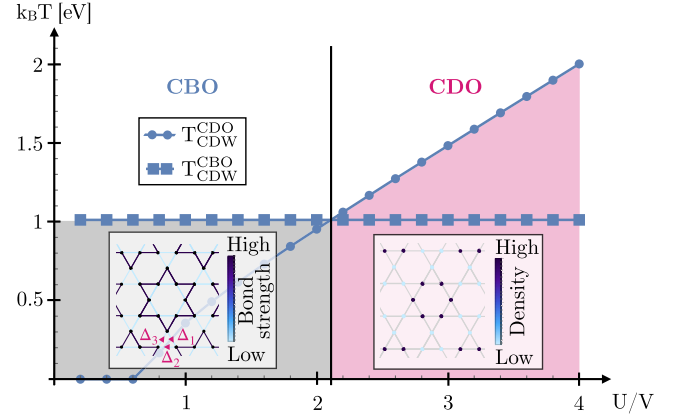 k_BT [eV]
2
CBO
CDO
1.5
T^CDO_CDW
T^CBO_CDW
1
High
Bond strength
Low
Δ₃
Δ₁
Δ₂
High
Density
Low
0.5
1
2
3
4
U/V